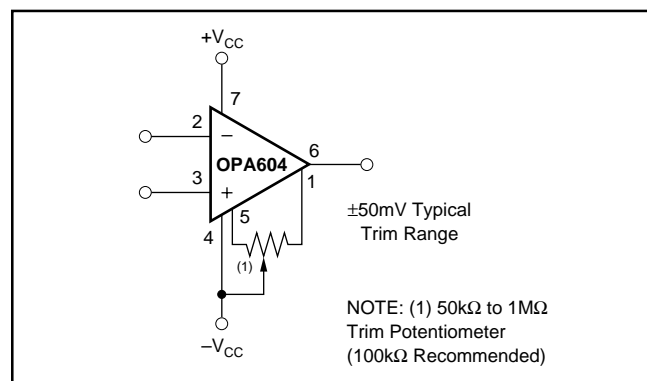 +VCC
7
2
−
OPA604
6
3
+
1
5
4
(1)
±50mV Typical
Trim Range
NOTE: (1) 50kΩ to 1MΩ
Trim Potentiometer
(100kΩ Recommended)
−VCC